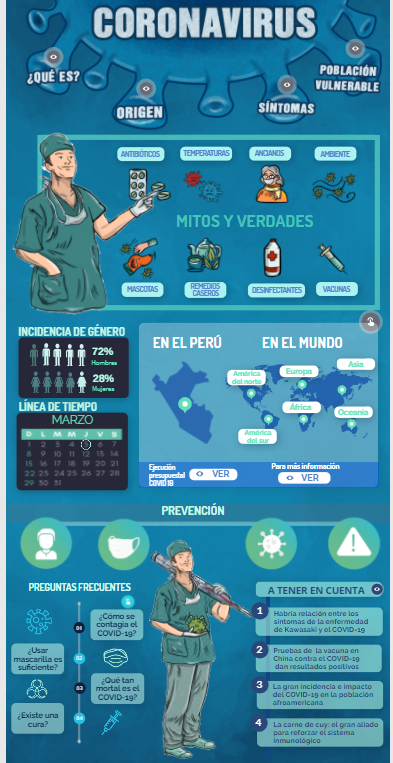 CORONAVIRUS
¿QUÉ ES?
ORIGEN
SÍNTOMAS
POBLACIÓN
VULNERABLE
ANTIBIÓTICOS
TEMPERATURAS
ANCIANOS
AMBIENTE
MITOS Y VERDADES
MASCOTAS
REMEDIOS
CASEROS
DESINFECTANTES
VACUNAS
INCIDENCIA DE GÉNERO
72%
Hombres
28%
Mujeres
LÍNEA DE TIEMPO
MARZO
D L M M J V S
1 2 3 4 5 6 7
8 9 10 11 12 13 14
15 16 17 18 19 20 21
22 23 24 25 26 27 28
29 30 31
EN EL PERÚ
EN EL MUNDO
América
del norte
Europa
Asia
África
Oceanía
América
del sur
Ejecución
presupuestal
COVID 19
VER
Para más información
VER
PREVENCIÓN
PREGUNTAS FRECUENTES
01
¿Cómo se
contagia el
COVID-19?
¿Usar
mascarilla es
suficiente?
02
03
¿Qué tan
mortal es el
COVID-19?
¿Existe una
cura?
04
A TENER EN CUENTA
1
Habría relación entre los
síntomas de la enfermedad
de Kawasaki y el COVID-19
2
Pruebas de la vacuna en
China contra el COVID-19
dan resultados positivos
3
La gran incidencia e impacto
del COVID-19 en la población
afroamericana
4
La carne de cuy: el gran aliado
para reforzar el sistema
inmunológico